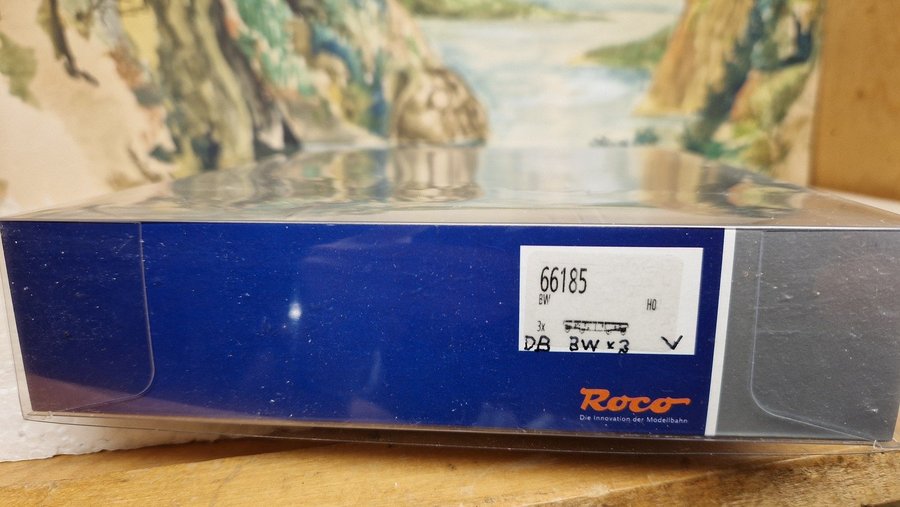 66185
BW
H0
3x
DB BW x 3 V
Roco
Die Innovation der Modellbahn